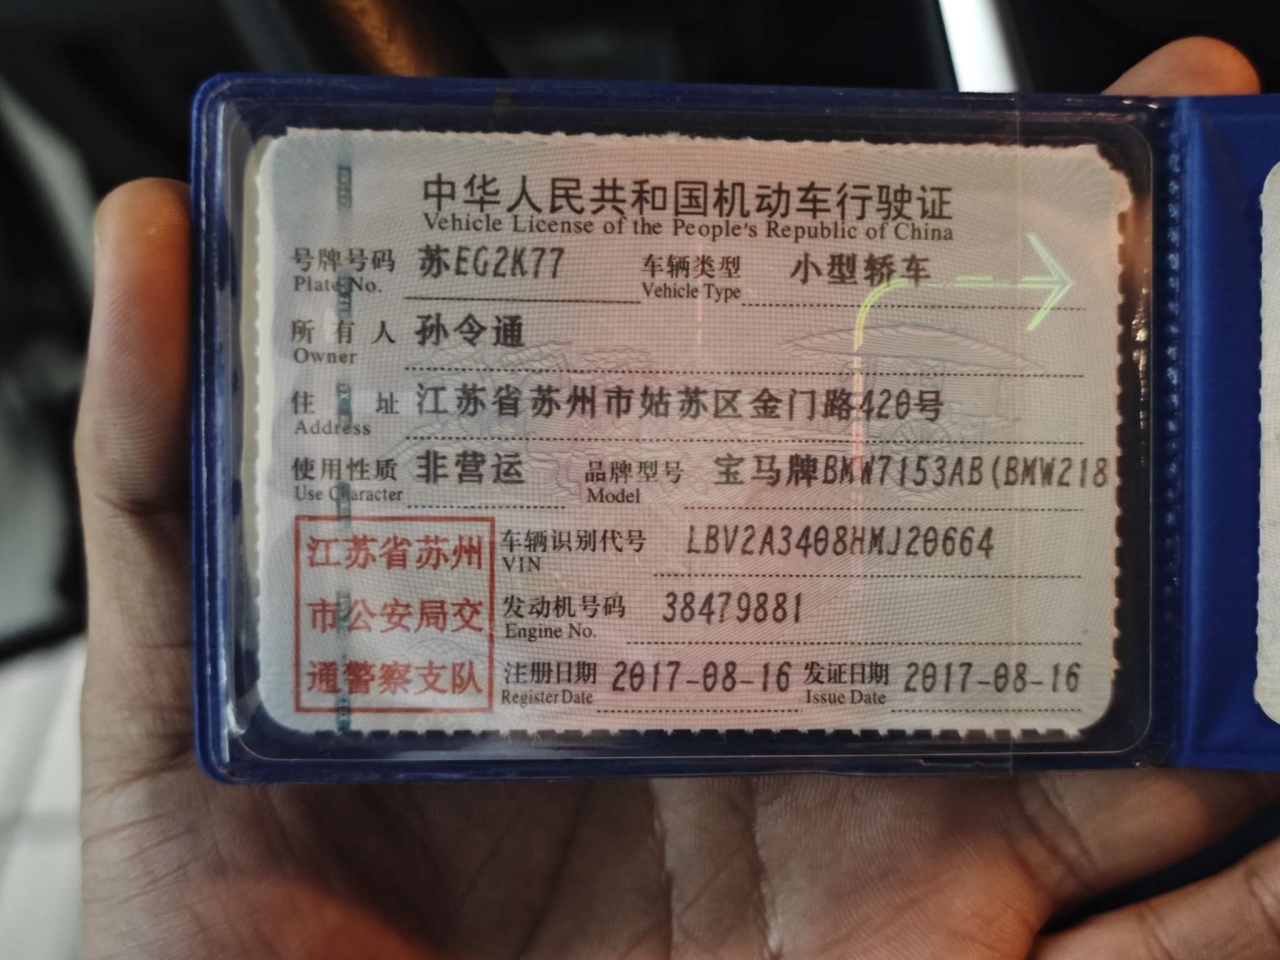 中华人民共和国机动车行驶证
Vehicle License of the People's Republic of China
号牌号码 苏EG2K77 车辆类型 小型轿车
Plate No. Vehicle Type
所有人 孙令通
Owner
住址 江苏省苏州市姑苏区金门路420号
Address
使用性质 非营运 品牌型号 宝马牌BMW7153AB(BMW218
Use Character Model
江苏省苏州
市公安局交
通警察支队
车辆识别代号 LBV2A3408HMJ20664
VIN
发动机号码 38479881
Engine No.
注册日期 2017-08-16 发证日期 2017-08-16
Register Date Issue Date